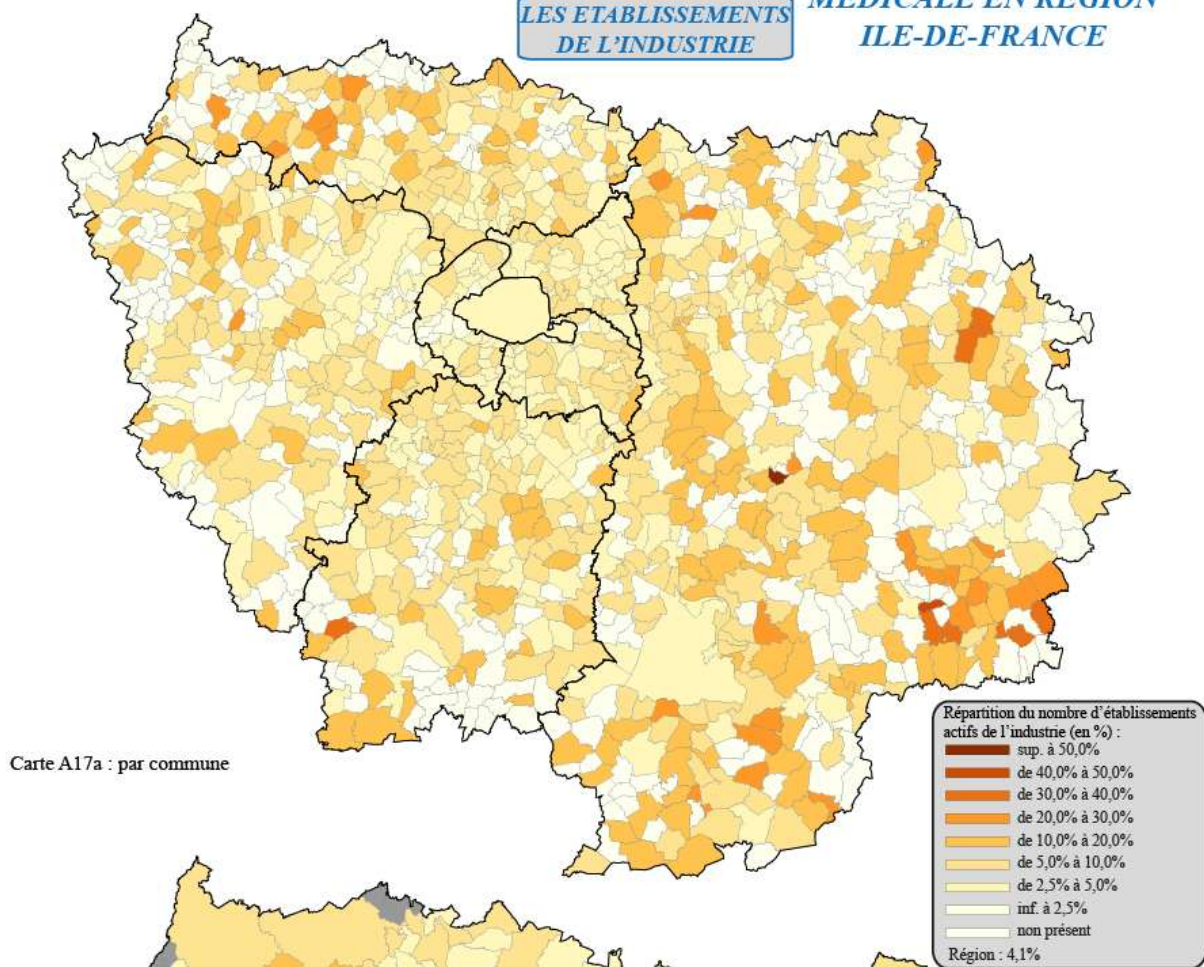 LES ETABLISSEMENTS
DE L'INDUSTRIE
MEDICALE EN REGION
ILE-DE-FRANCE
Carte A17a : par commune
Répartition du nombre d'établissements
actifs de l'industrie (en %) :
sup. à 50,0%
de 40,0% à 50,0%
de 30,0% à 40,0%
de 20,0% à 30,0%
de 10,0% à 20,0%
de 5,0% à 10,0%
de 2,5% à 5,0%
inf. à 2,5%
non présent
Région : 4,1%